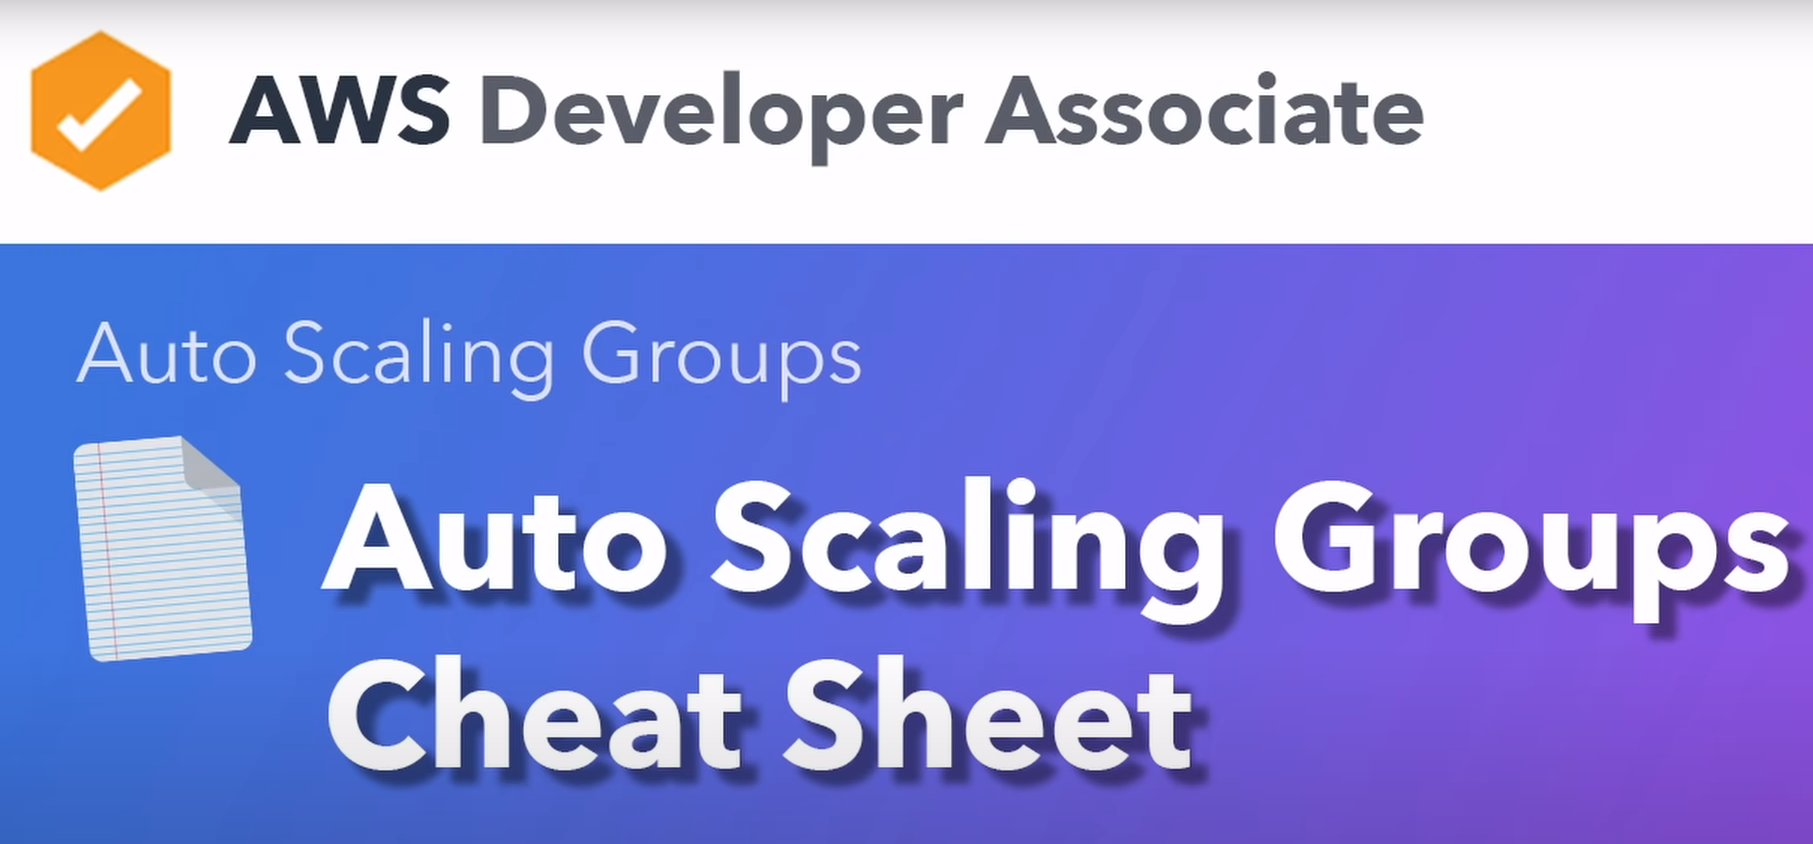 AWS Developer Associate
Auto Scaling Groups
Auto Scaling Groups
Cheat Sheet